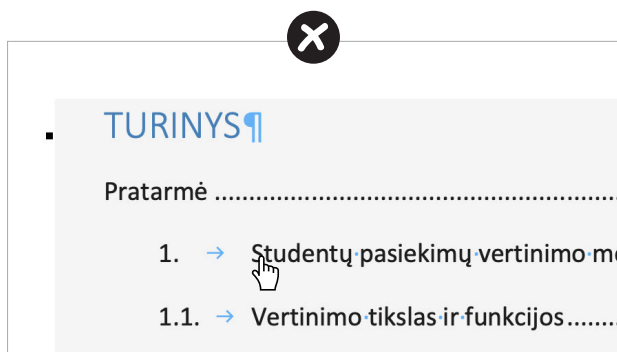 TURINYS¶
Pratarmė ..........................................................
1. → Studentų·pasiekimų·vertinimo·
1.1. → Vertinimo·tikslas·ir·funkcijos.......